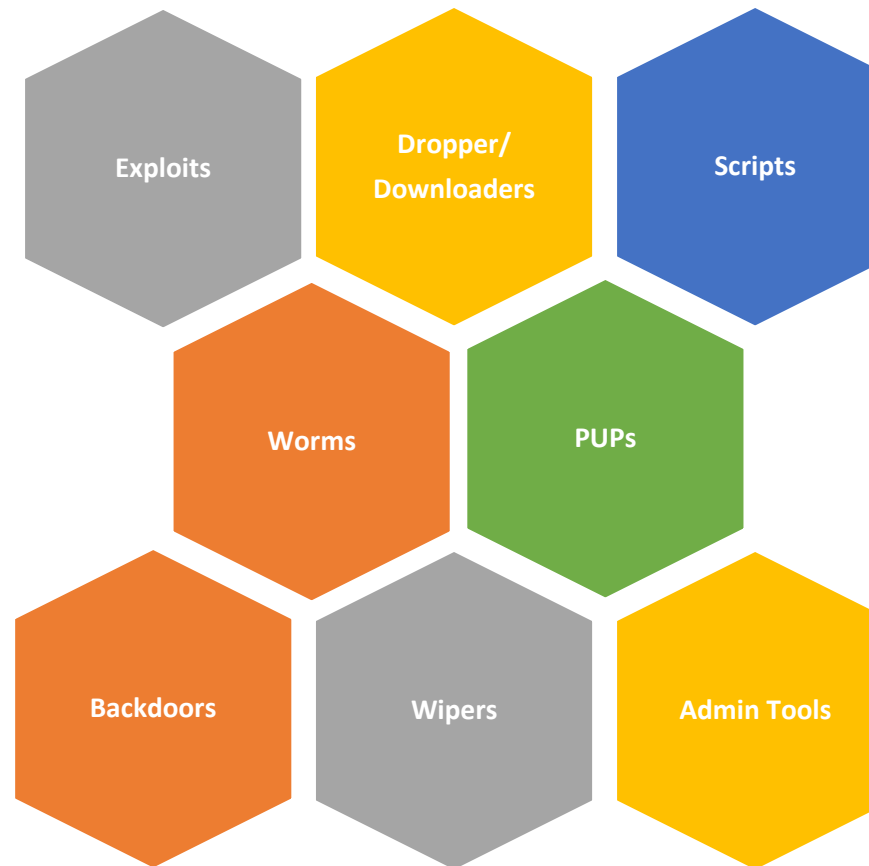 Exploits
Dropper/
Downloaders
Scripts
Worms
PUPs
Backdoors
Wipers
Admin Tools